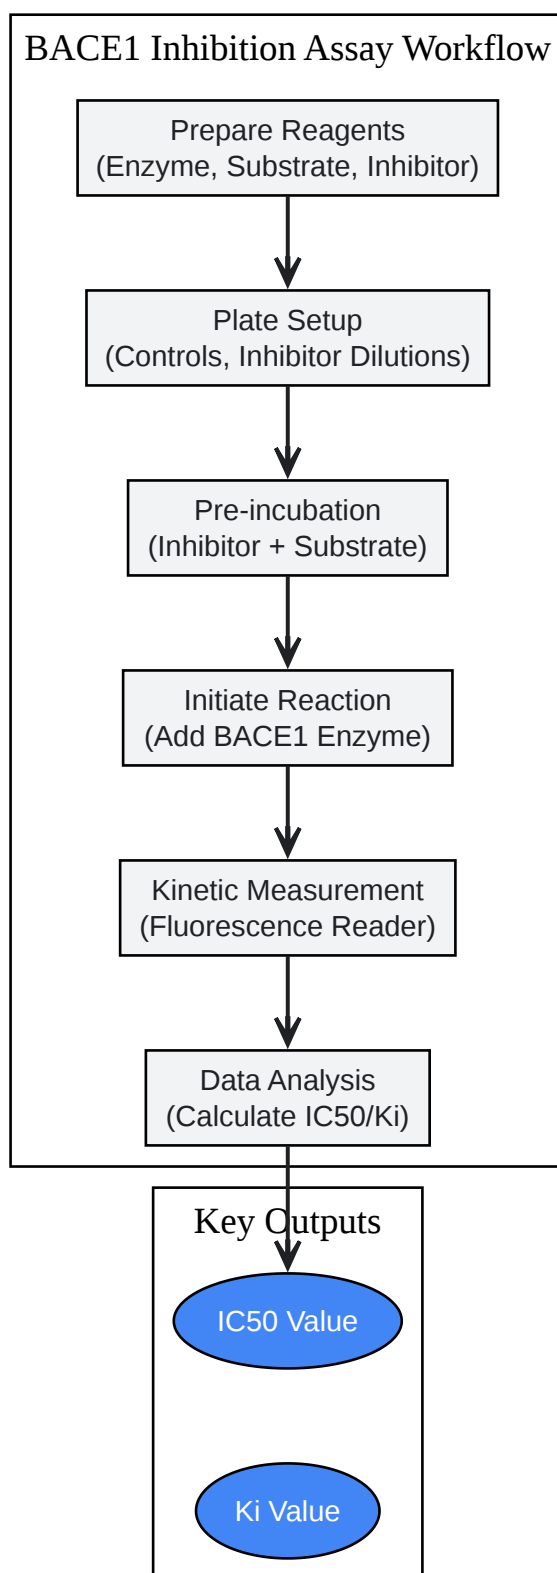 BACE1 Inhibition Assay Workflow
Prepare Reagents
(Enzyme, Substrate, Inhibitor)
Plate Setup
(Controls, Inhibitor Dilutions)
Pre-incubation
(Inhibitor + Substrate)
Initiate Reaction
(Add BACE1 Enzyme)
Kinetic Measurement
(Fluorescence Reader)
Data Analysis
(Calculate IC50/Ki)
Key Outputs
IC50 Value
Ki Value